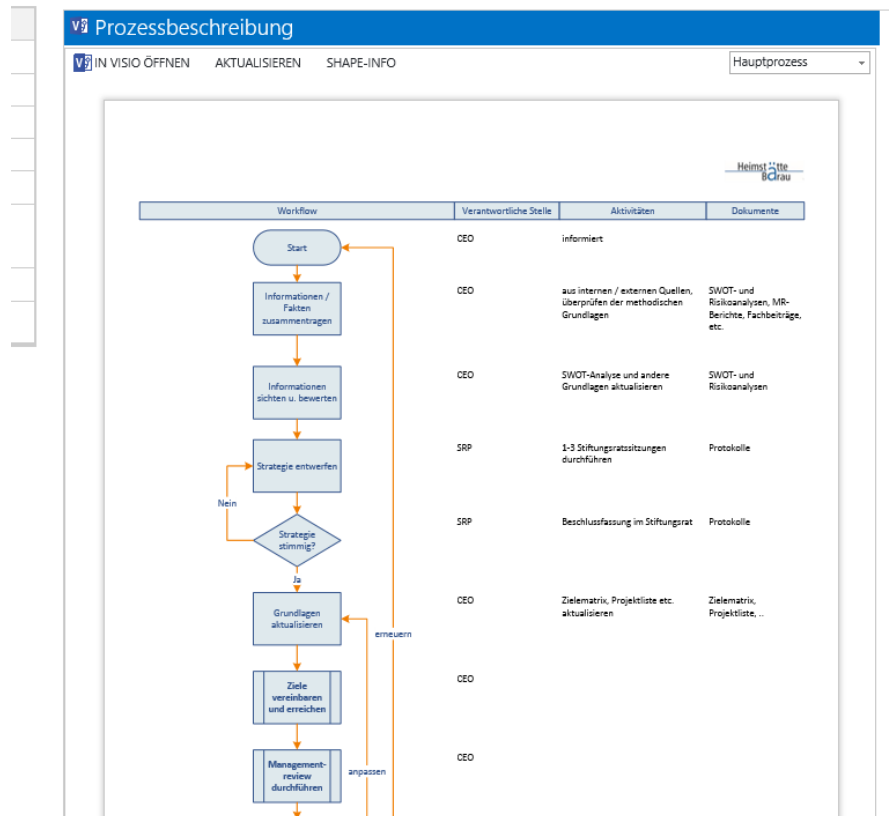 Prozessbeschreibung
IN VISIO ÖFFNEN AKTUALISIEREN SHAPE-INFO Hauptprozess
Heimstätte
Bärau
Workflow Verantwortliche Stelle Aktivitäten Dokumente
Start
CEO
informiert
Informationen /
Fakten
zusammentragen
CEO
aus internen / externen Quellen,
überprüfen der methodischen
Grundlagen
SWOT- und
Risikoanalysen, MR-
Berichte, Fachbeiträge,
etc.
Informationen
sichten u. bewerten
CEO
SWOT-Analyse und andere
Grundlagen aktualisieren
SWOT- und
Risikoanalysen
Strategie entwerfen
SRP
1-3 Stiftungsratssitzungen
durchführen
Protokolle
Nein
Strategie
stimmig?
SRP
Beschlussfassung im Stiftungsrat
Protokolle
Ja
Grundlagen
aktualisieren
CEO
Zielematrix, Projektliste etc.
aktualisieren
Zielematrix,
Projektliste, ..
erneuern
Ziele
vereinbaren
und erreichen
CEO
Management-
review
durchführen
CEO
anpassen